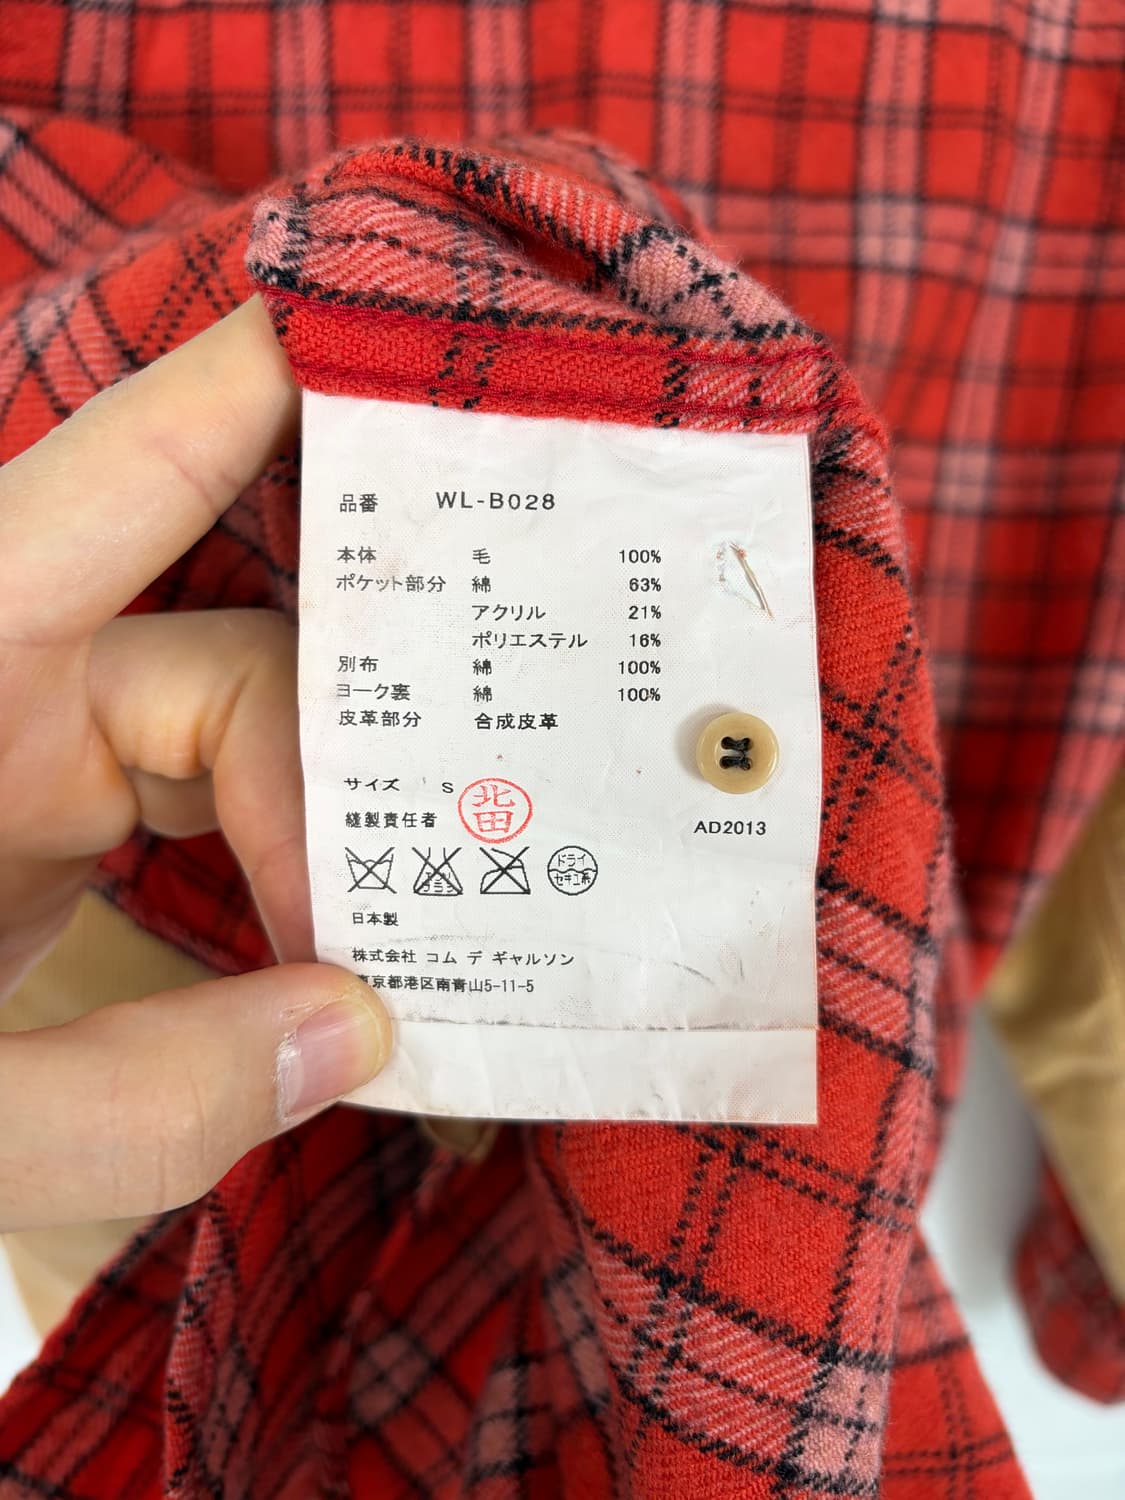 品番 WL-B028
本体 毛 100%
ポケット部分 綿 63%
アクリル 21%
ポリエステル 16%
別布 綿 100%
ヨーク裏 綿 100%
皮革部分 合成皮革
サイズ S
縫製責任者 北田
AD2013
ドライ
セキユ系
日本製
株式会社 コム デ ギャルソン
東京都港区南青山5-11-5